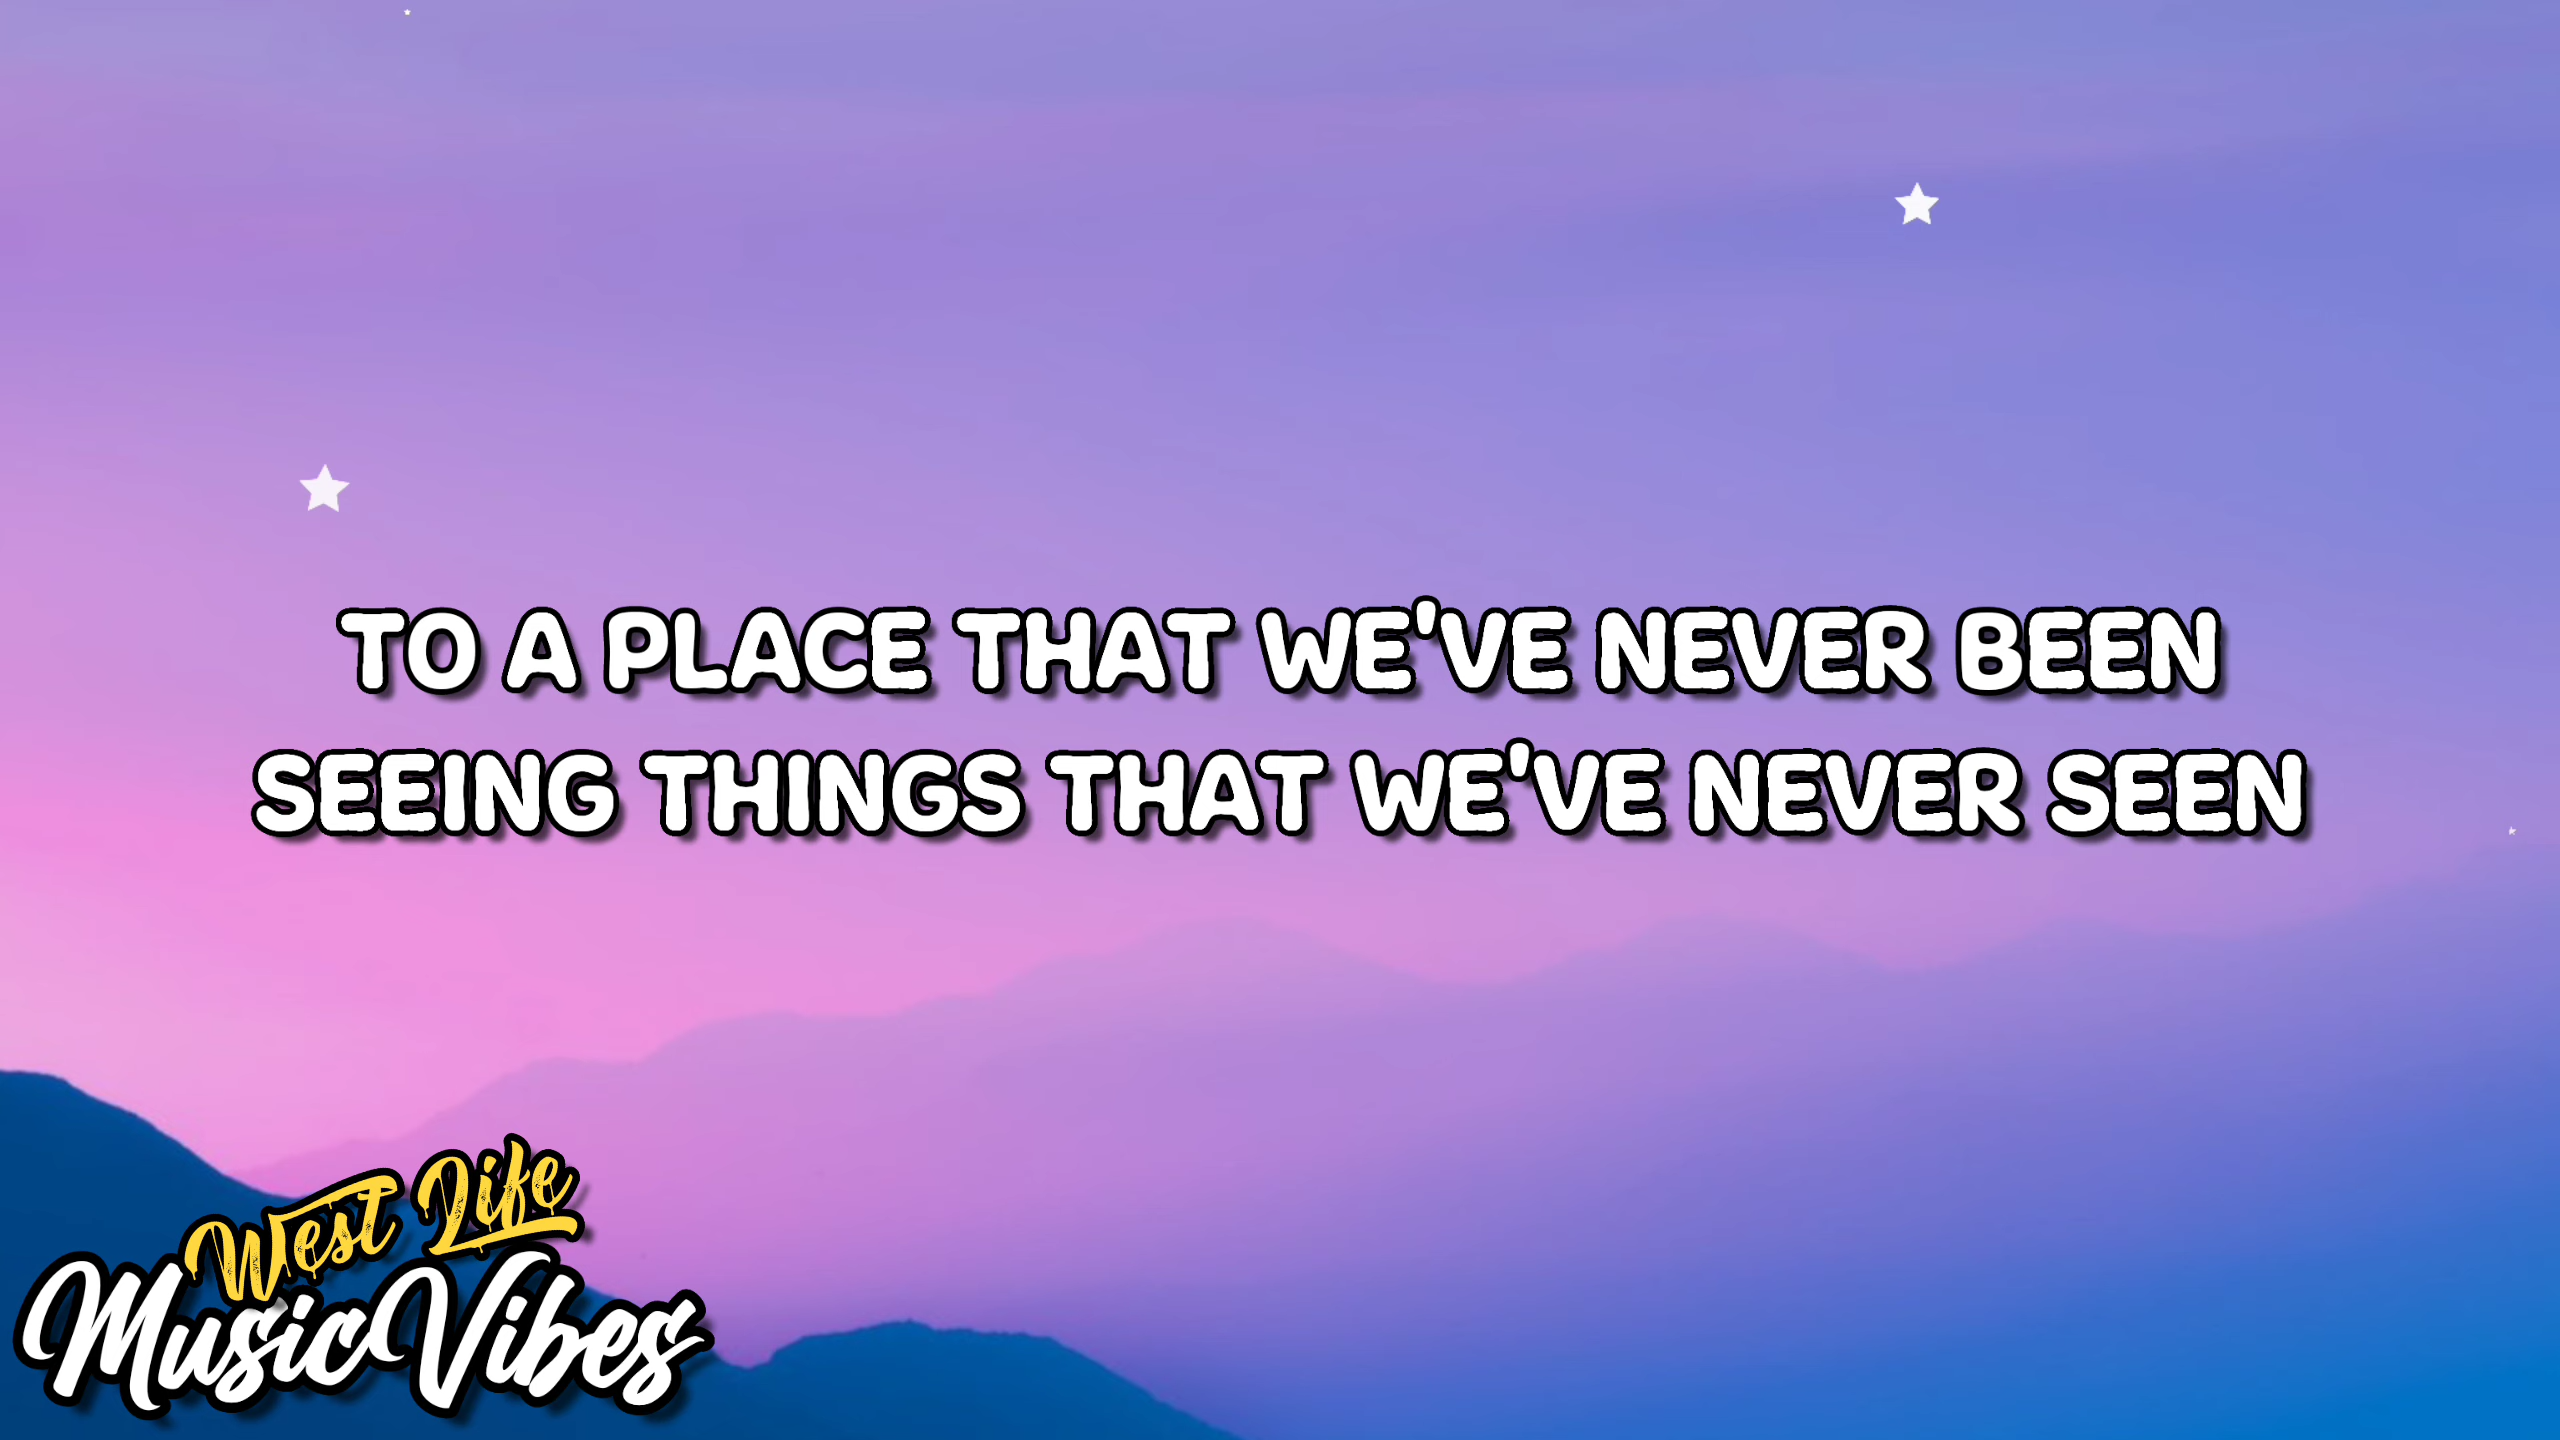 TO A PLACE THAT WE'VE NEVER BEEN
SEEING THINGS THAT WE'VE NEVER SEEN
West Life
Music Vibes